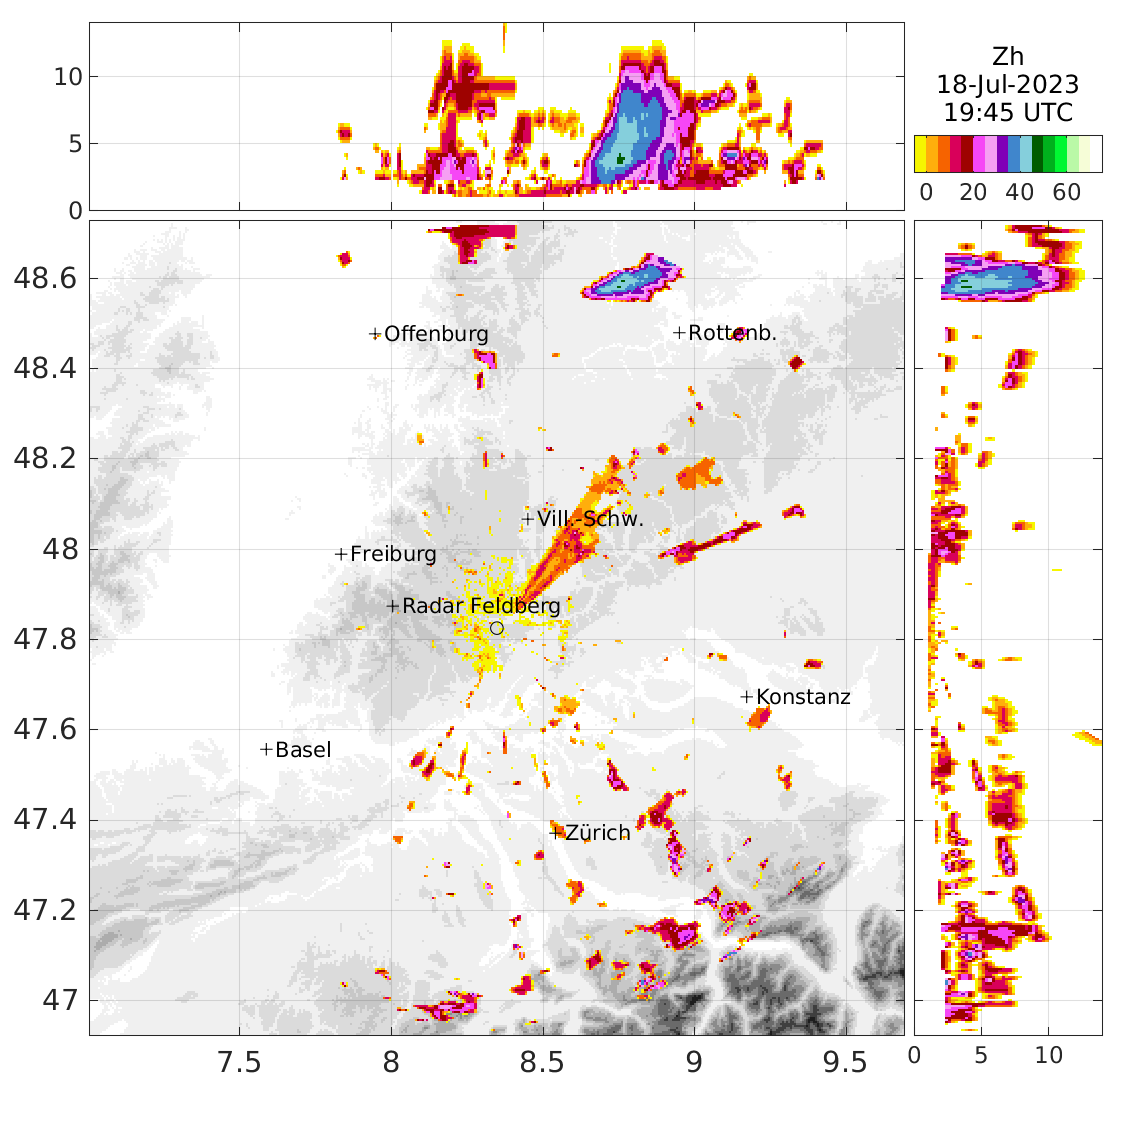 10
5
0
Zh
18-Jul-2023
19:45 UTC
0 20 40 60
48.6
48.4
48.2
48
47.8
47.6
47.4
47.2
47
+Offenburg
+Rottenb.
+Vill.-Schw.
+Freiburg
+Radar Feldberg
+Konstanz
+Basel
+Zürich
7.5 8 8.5 9 9.5
0 5 10